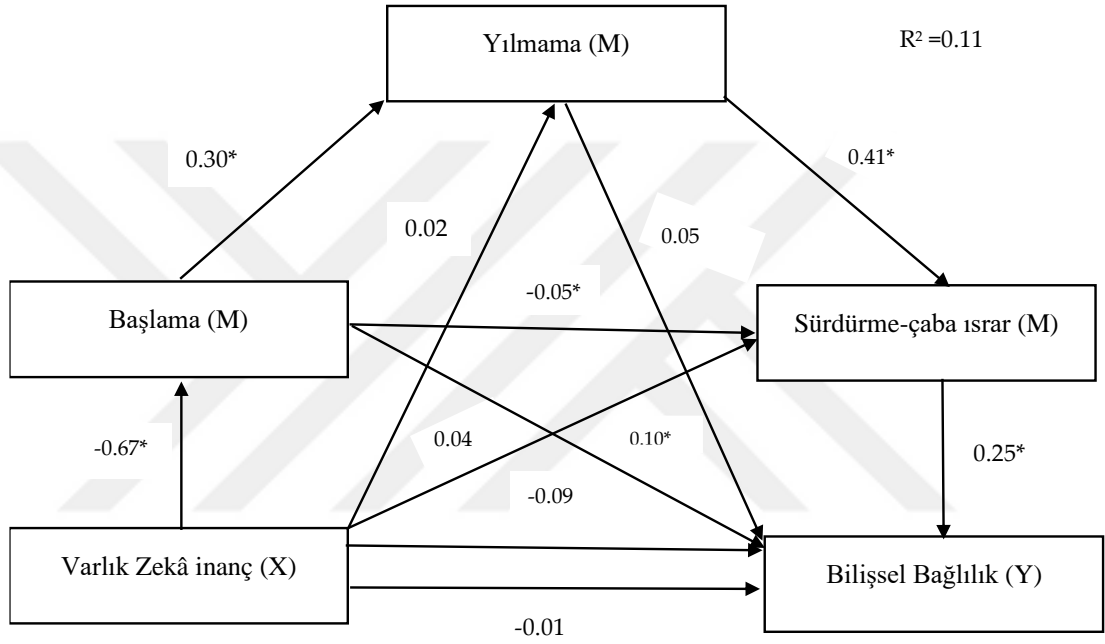 Yılmama (M)
R² =0.11
0.30*
0.41*
0.02
0.05
-0.05*
Başlama (M)
Sürdürme-çaba ısrar (M)
-0.67*
0.04
0.10*
0.25*
-0.09
Varlık Zekâ inanç (X)
Bilişsel Bağlılık (Y)
-0.01